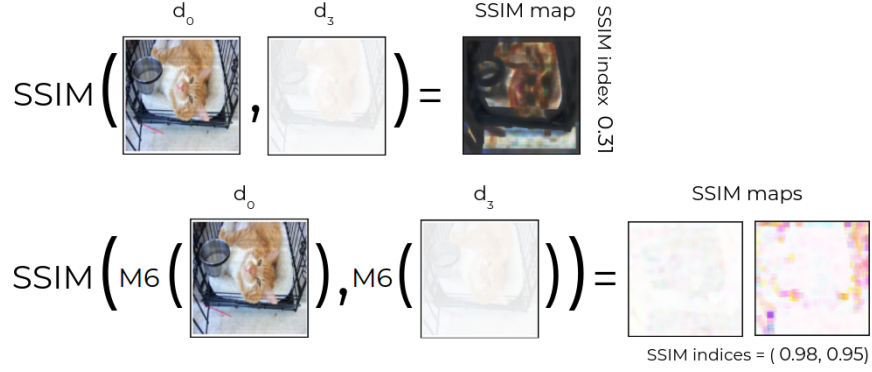 d₀ d₃ SSIM map
SSIM ( , ) =
SSIM index 0.31
d₀ d₃ SSIM maps
SSIM ( M6 ( ) , M6 ( ) ) =
SSIM indices = ( 0.98, 0.95)